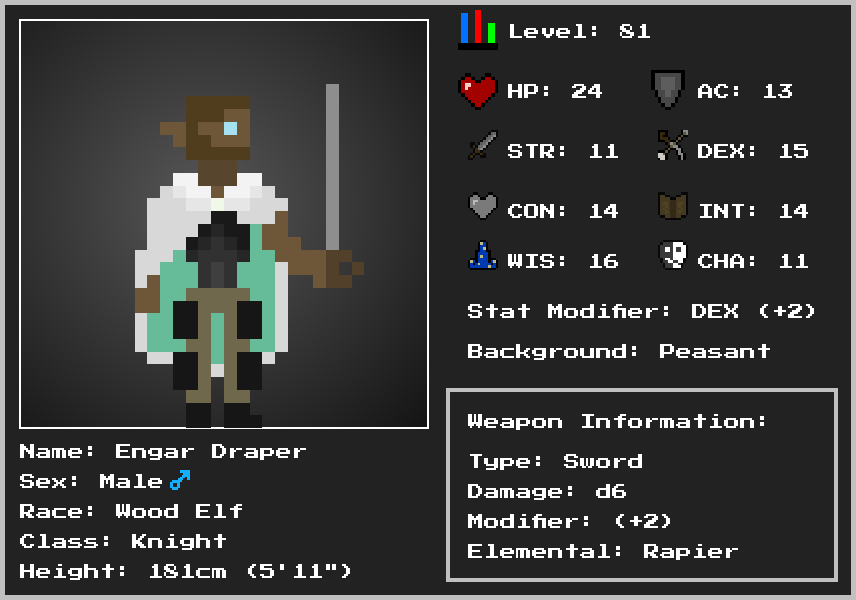 Level: 81
HP: 24 AC: 13
STR: 11 DEX: 15
CON: 14 INT: 14
WIS: 16 CHA: 11
Stat Modifier: DEX (+2)
Background: Peasant
Weapon Information:
Type: Sword
Damage: d6
Modifier: (+2)
Elemental: Rapier
Name: Engar Draper
Sex: Male♂
Race: Wood Elf
Class: Knight
Height: 181cm (5'11")